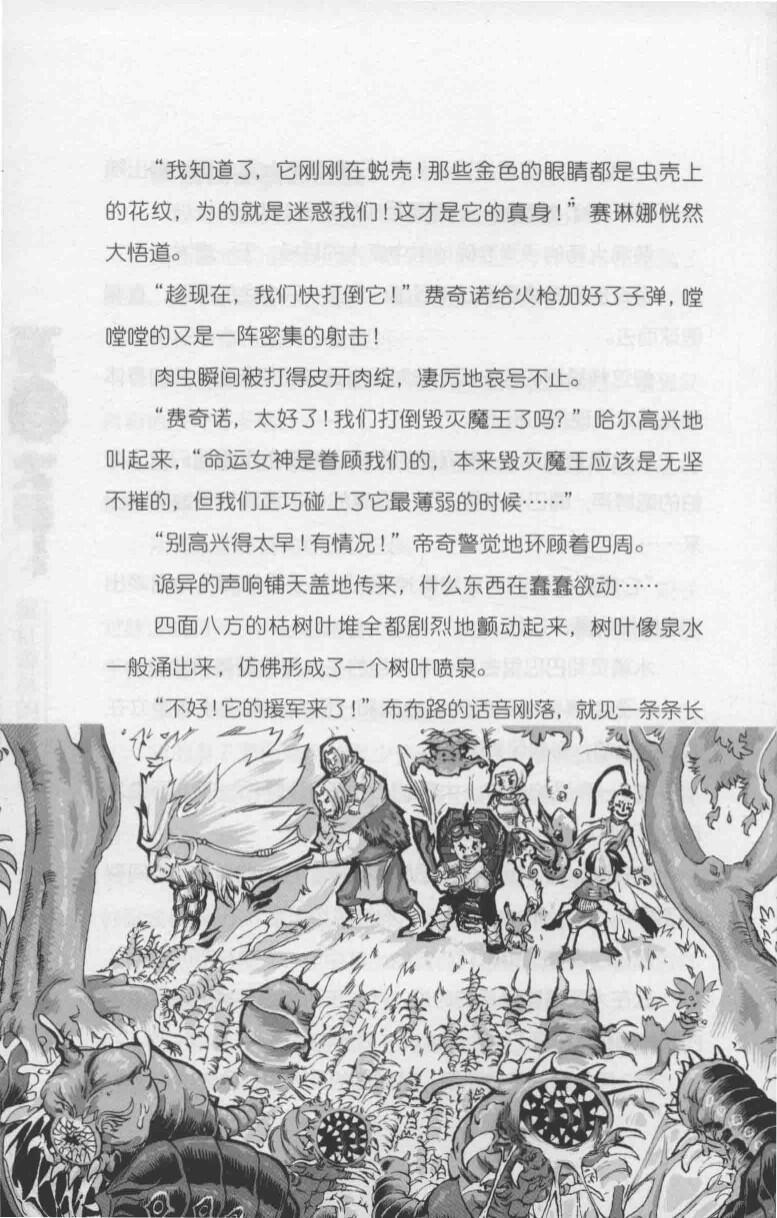 “我知道了，它刚刚在蜕壳！那些金色的眼睛都是虫壳上
的花纹，为的就是迷惑我们！这才是它的真身！”赛琳娜恍然
大悟道。
“趁现在，我们快打倒它！”费奇诺给火枪加好了子弹，嘡
嘡嘡的又是一阵密集的射击！
肉虫瞬间被打得皮开肉绽，凄厉地哀号不止。
“费奇诺，太好了！我们打倒毁灭魔王了吗？”哈尔高兴地
叫起来，“命运女神是眷顾我们的，本来毁灭魔王应该是无坚
不摧的，但我们正巧碰上了它最薄弱的时候……”
“别高兴得太早！有情况！”帝奇警觉地环顾着四周。
诡异的声响铺天盖地传来，什么东西在蠢蠢欲动……
四面八方的枯树叶堆全都剧烈地颤动起来，树叶像泉水
一般涌出来，仿佛形成了一个树叶喷泉。
“不好！它的援军来了！”布布路的话音刚落，就见一条条长